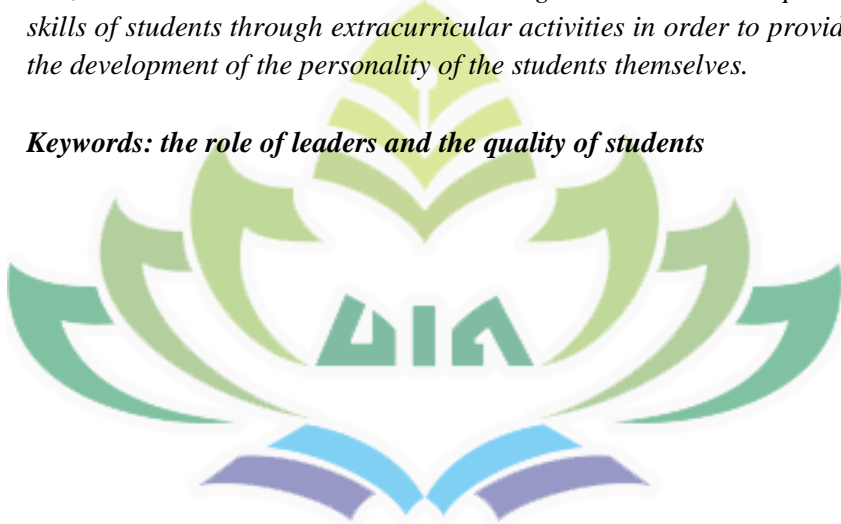 skills of students through extracurricular activities in order to provid
the development of the personality of the students themselves.
Keywords: the role of leaders and the quality of students
UIN